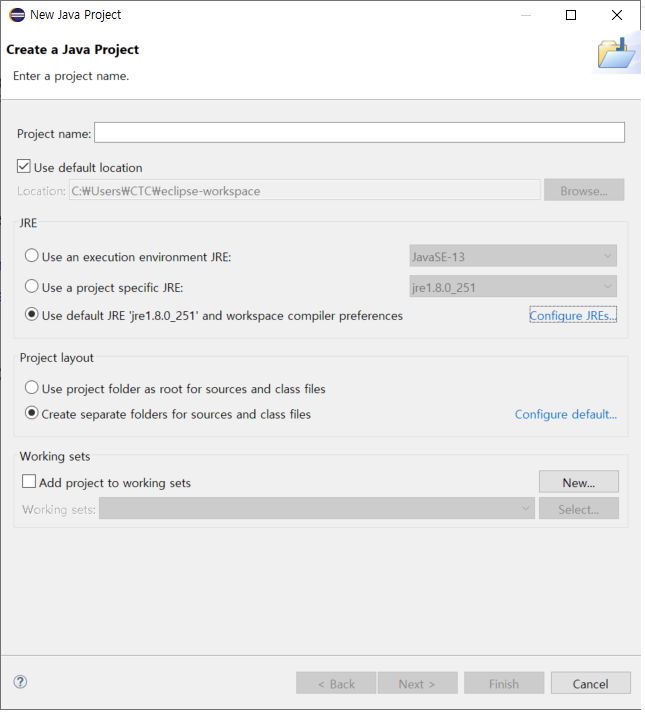 New Java Project
Create a Java Project
Enter a project name.
Project name:
Use default location
Location: C:₩Users₩CTC₩eclipse-workspace Browse...
JRE
Use an execution environment JRE: JavaSE-13
Use a project specific JRE: jre1.8.0_251
Use default JRE 'jre1.8.0_251' and workspace compiler preferences Configure JREs...
Project layout
Use project folder as root for sources and class files
Create separate folders for sources and class files Configure default...
Working sets
Add project to working sets New...
Working sets: Select...
? < Back Next > Finish Cancel